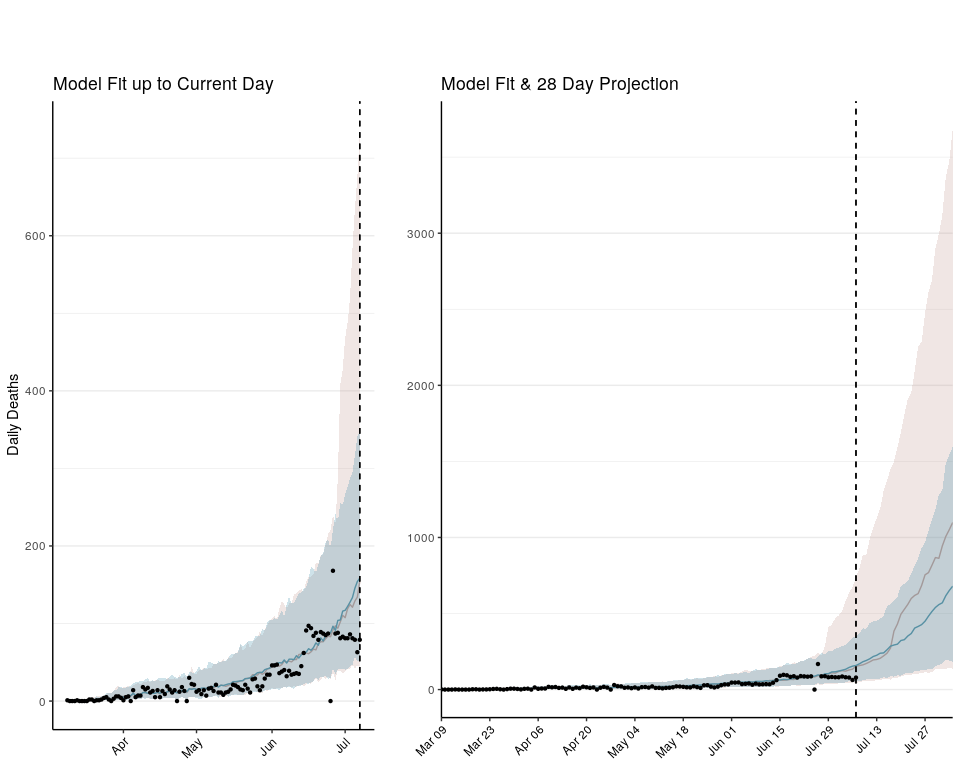 Model Fit up to Current Day
Model Fit & 28 Day Projection
Daily Deaths
600
400
200
0
Apr
May
Jun
Jul
3000
2000
1000
0
Mar 09
Mar 23
Apr 06
Apr 20
May 04
May 18
Jun 01
Jun 15
Jun 29
Jul 13
Jul 27